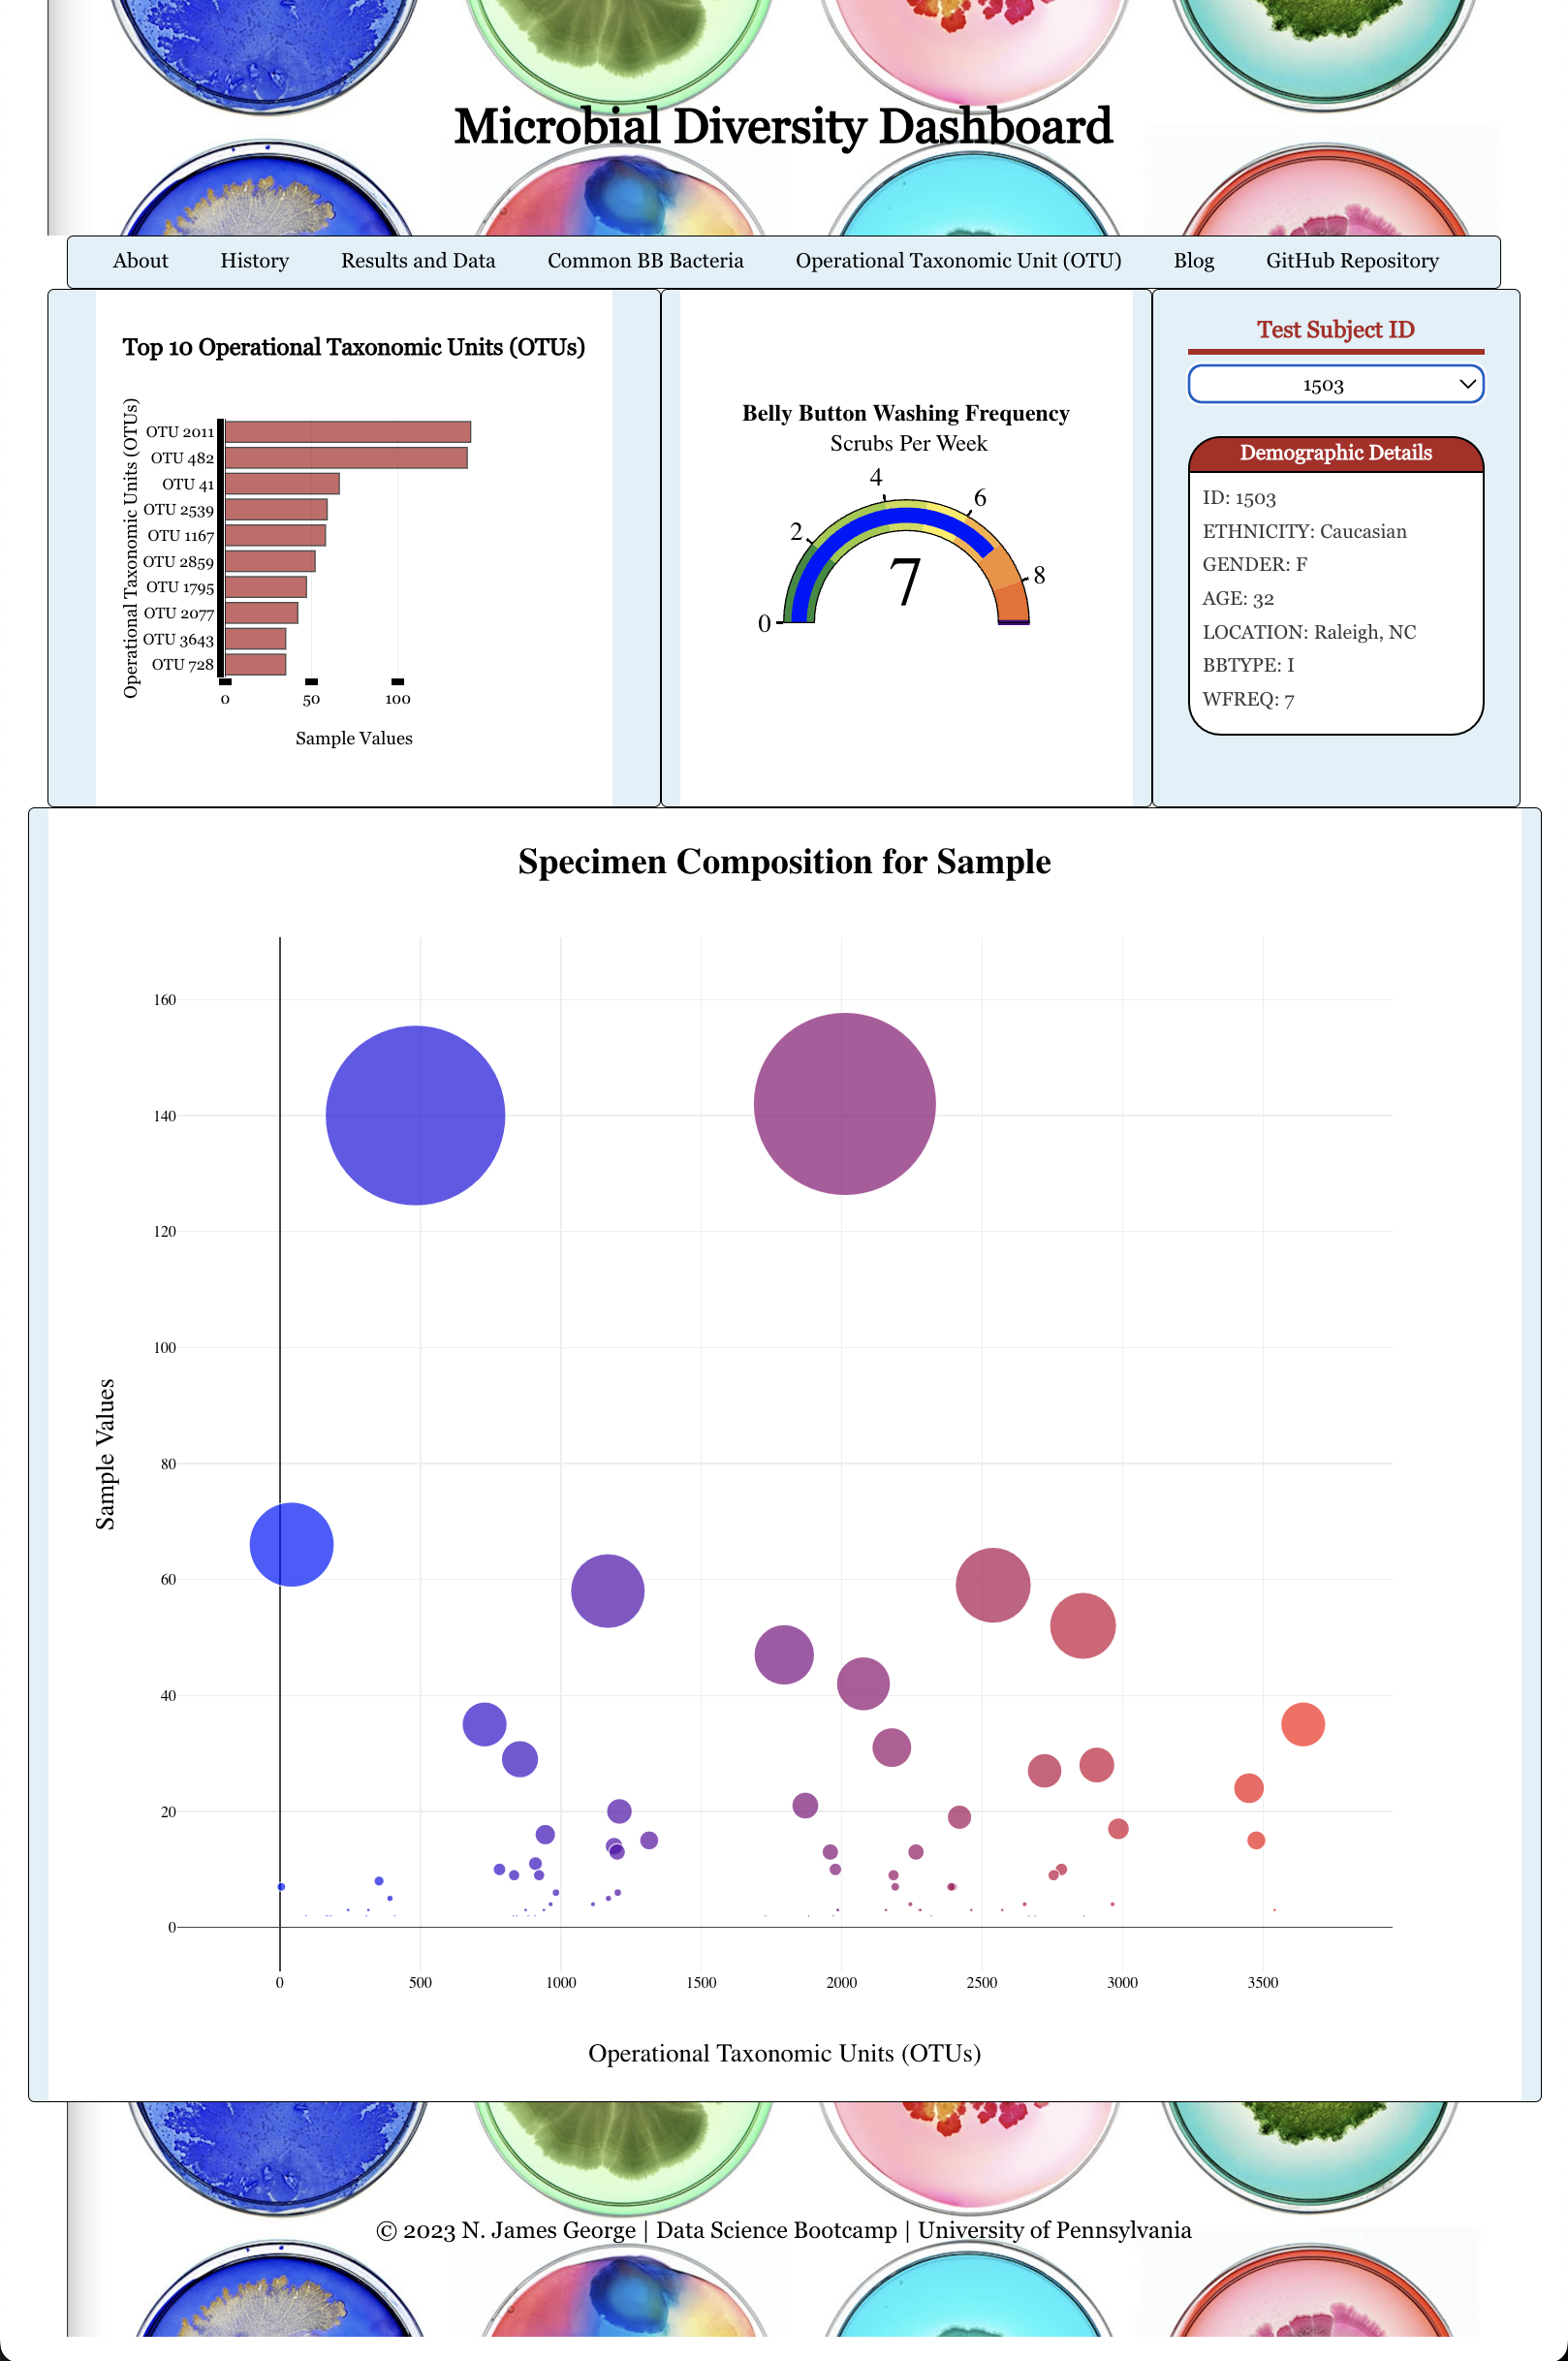 Microbial Diversity Dashboard
About History Results and Data Common BB Bacteria Operational Taxonomic Unit (OTU) Blog GitHub Repository
Top 10 Operational Taxonomic Units (OTUs)
Operational Taxonomic Units (OTUs)
OTU 2011
OTU 482
OTU 41
OTU 2539
OTU 1167
OTU 2859
OTU 1795
OTU 2077
OTU 3643
OTU 728
0 50 100
Sample Values
Belly Button Washing Frequency
Scrubs Per Week
0 2 4 6 8
7
Test Subject ID
1503
Demographic Details
ID: 1503
ETHNICITY: Caucasian
GENDER: F
AGE: 32
LOCATION: Raleigh, NC
BBTYPE: I
WFREQ: 7
Specimen Composition for Sample
Sample Values
160
140
120
100
80
60
40
20
0
0 500 1000 1500 2000 2500 3000 3500
Operational Taxonomic Units (OTUs)
© 2023 N. James George | Data Science Bootcamp | University of Pennsylvania